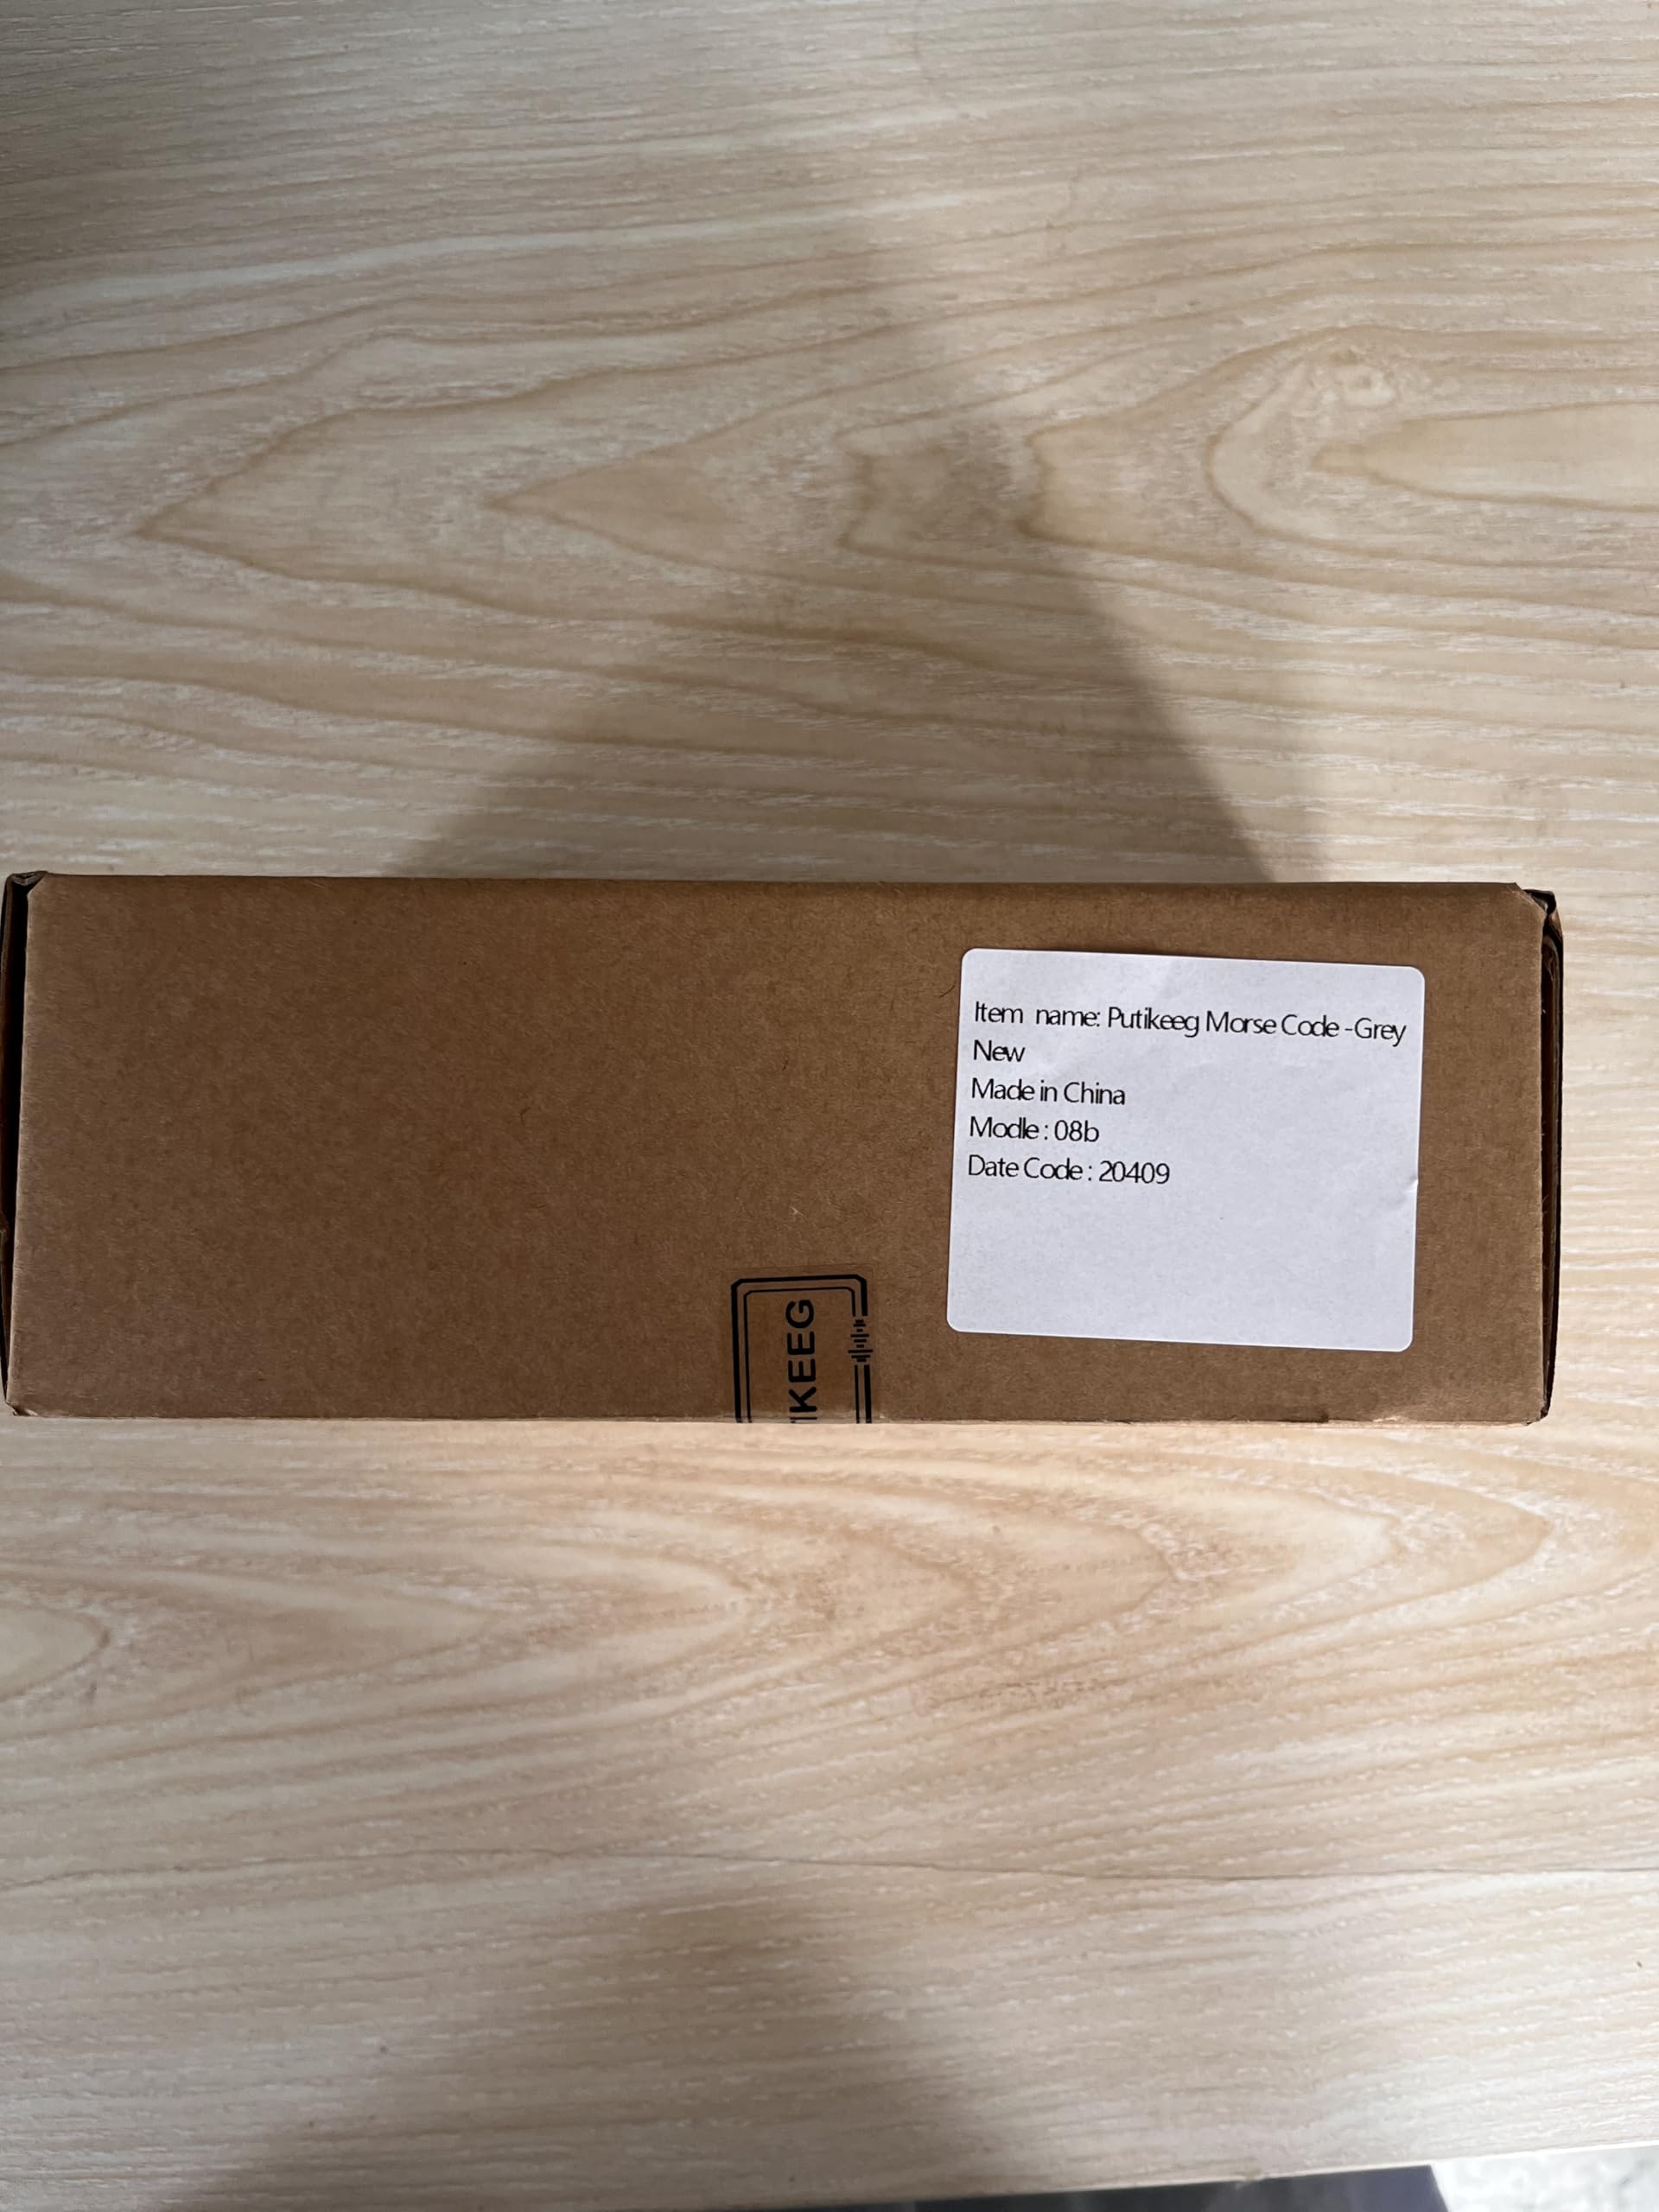 Item name: Putikeeg Morse Code -Grey
New
Made in China
Modle : 08b
Date Code : 20409
IKEEG